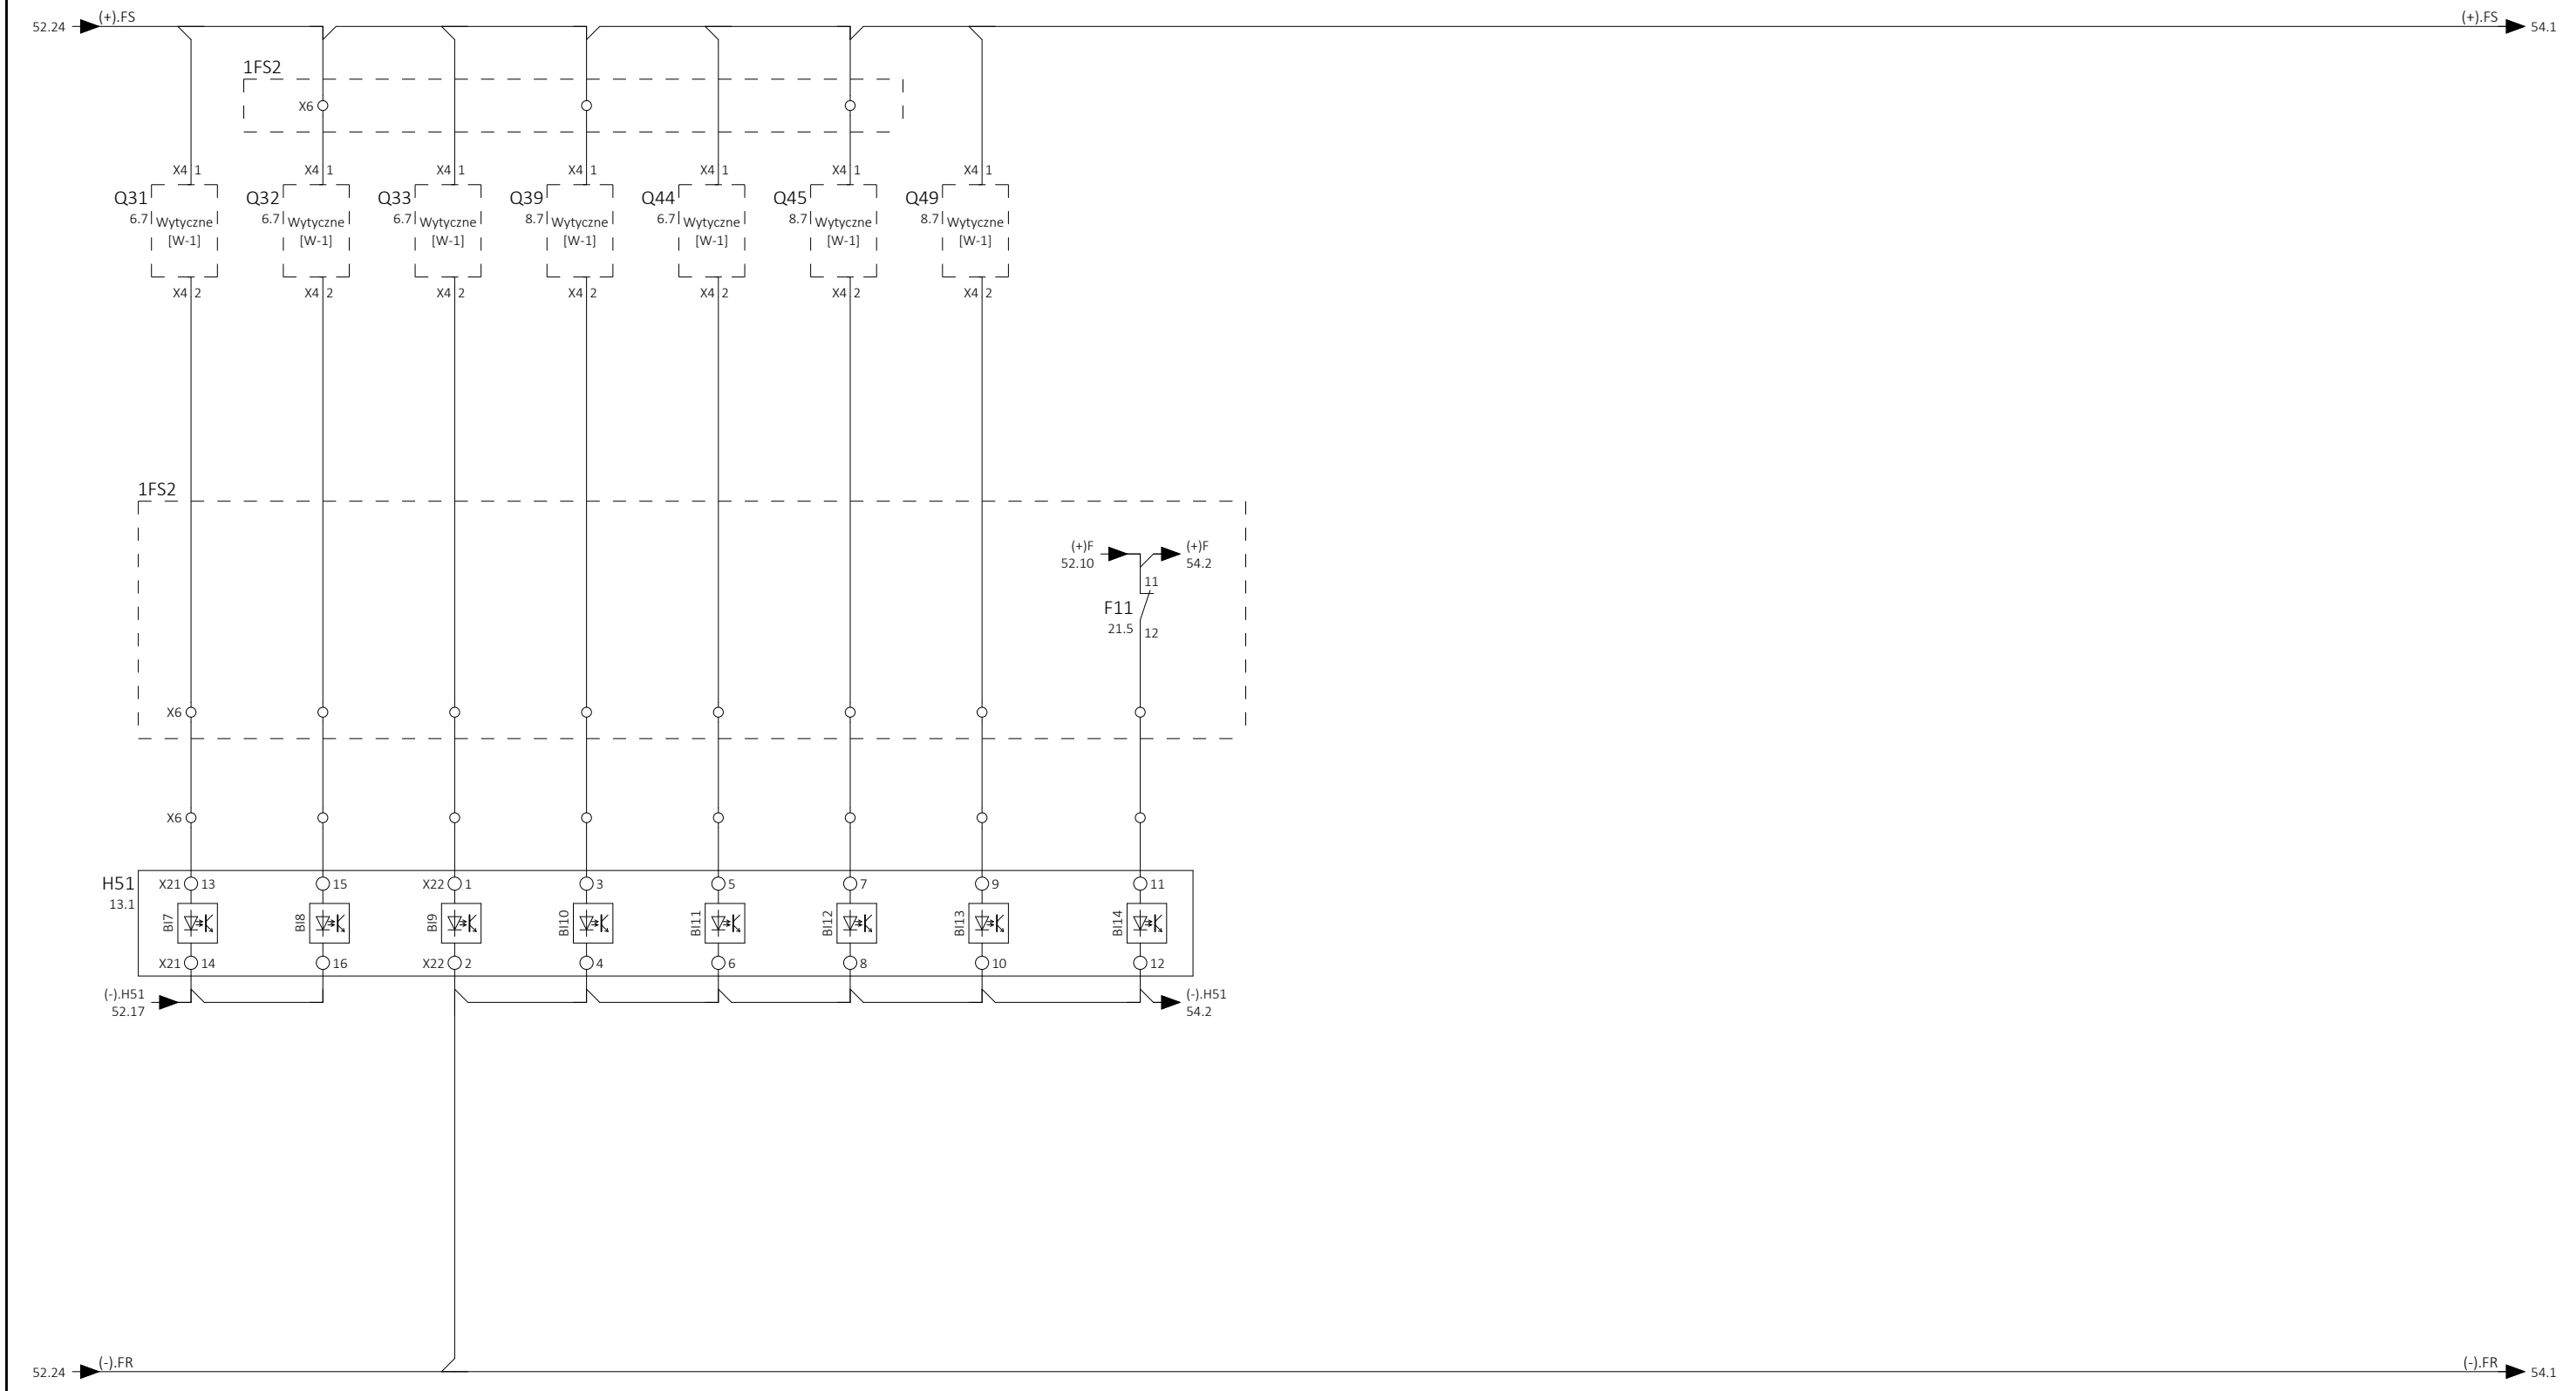 (+).FS
52.24
(+).FS
54.1
1FS2
X6
X4 1
X4 1
X4 1
X4 1
X4 1
X4 1
X4 1
Q31
6.7
Wytyczne
[W-1]
Q32
6.7
Wytyczne
[W-1]
Q33
6.7
Wytyczne
[W-1]
Q39
8.7
Wytyczne
[W-1]
Q44
6.7
Wytyczne
[W-1]
Q45
8.7
Wytyczne
[W-1]
Q49
8.7
Wytyczne
[W-1]
X4 2
X4 2
X4 2
X4 2
X4 2
X4 2
X4 2
1FS2
(+)F
52.10
(+)F
54.2
11
F11
21.5
12
X6
X6
H51
13.1
X21 13
15
X22 1
3
5
7
9
11
BI7
BI8
BI9
BI10
BI11
BI12
BI13
BI14
X21 14
16
X22 2
4
6
8
10
12
(-).H51
52.17
(-).H51
54.2
(-).FR
52.24
(-).FR
54.1